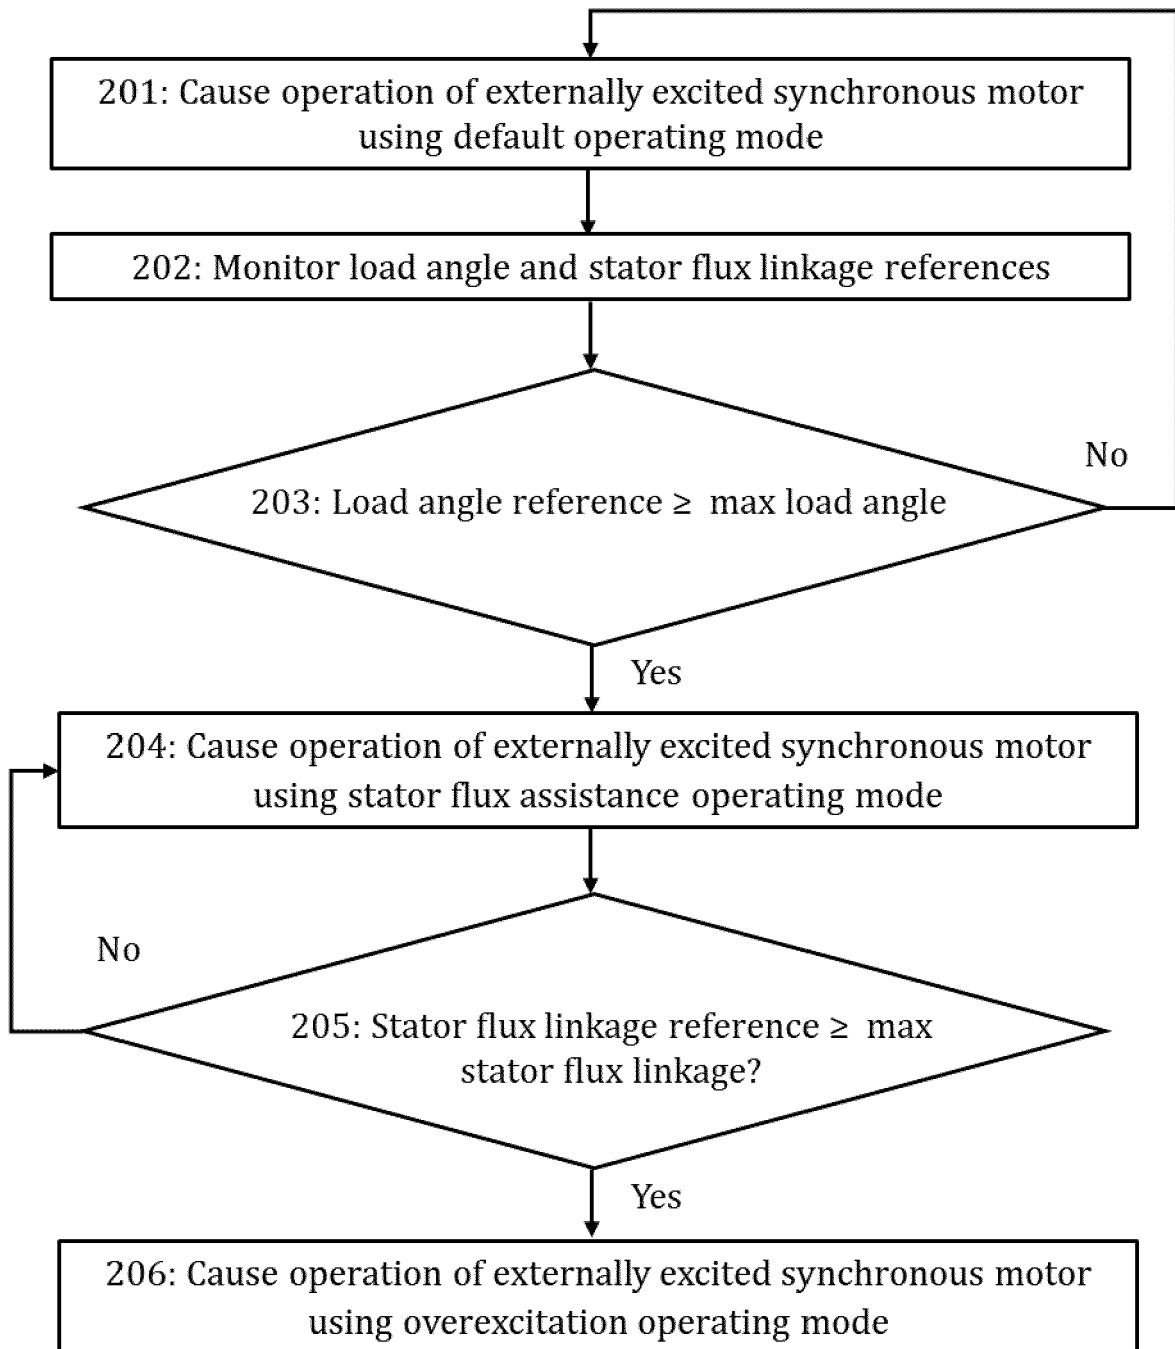 201: Cause operation of externally excited synchronous motor
using default operating mode
202: Monitor load angle and stator flux linkage references
No
203: Load angle reference ≥ max load angle
Yes
204: Cause operation of externally excited synchronous motor
using stator flux assistance operating mode
No
205: Stator flux linkage reference ≥ max
stator flux linkage?
Yes
206: Cause operation of externally excited synchronous motor
using overexcitation operating mode